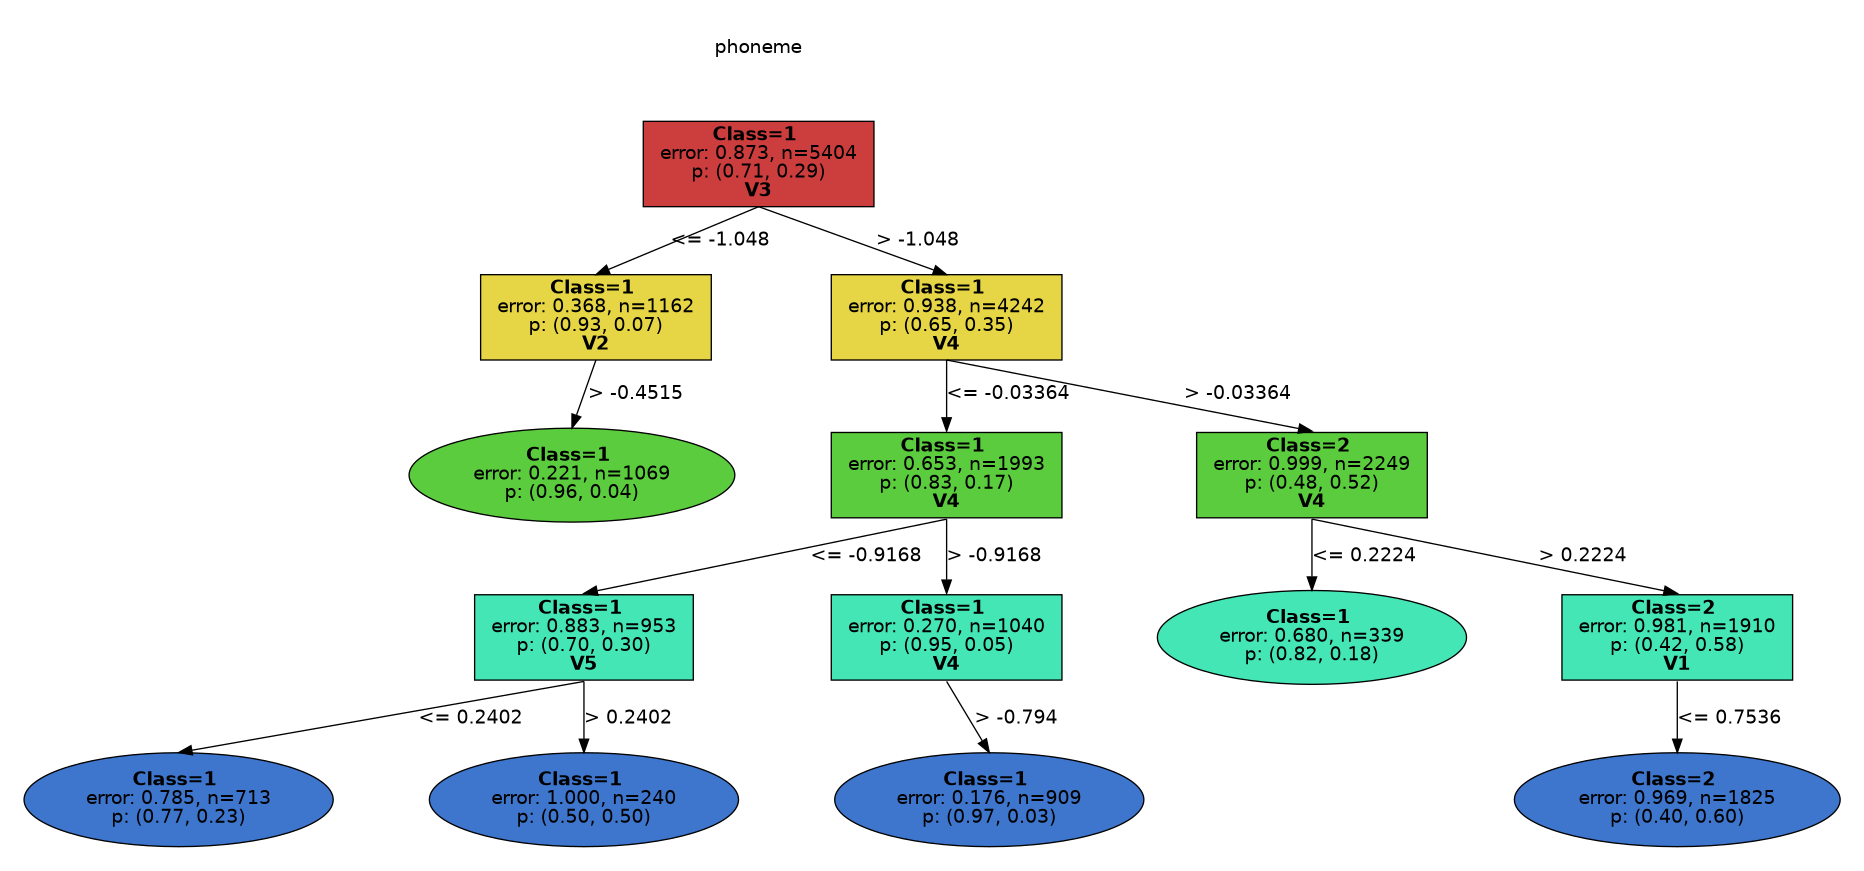 phoneme
Class=1
error: 0.873, n=5404
p: (0.71, 0.29)
V3
<= -1.048
> -1.048
Class=1
error: 0.368, n=1162
p: (0.93, 0.07)
V2
Class=1
error: 0.938, n=4242
p: (0.65, 0.35)
V4
> -0.4515
<= -0.03364
> -0.03364
Class=1
error: 0.221, n=1069
p: (0.96, 0.04)
Class=1
error: 0.653, n=1993
p: (0.83, 0.17)
V4
Class=2
error: 0.999, n=2249
p: (0.48, 0.52)
V4
<= -0.9168
> -0.9168
<= 0.2224
> 0.2224
Class=1
error: 0.883, n=953
p: (0.70, 0.30)
V5
Class=1
error: 0.270, n=1040
p: (0.95, 0.05)
V4
Class=1
error: 0.680, n=339
p: (0.82, 0.18)
Class=2
error: 0.981, n=1910
p: (0.42, 0.58)
V1
<= 0.2402
> 0.2402
> -0.794
<= 0.7536
Class=1
error: 0.785, n=713
p: (0.77, 0.23)
Class=1
error: 1.000, n=240
p: (0.50, 0.50)
Class=1
error: 0.176, n=909
p: (0.97, 0.03)
Class=2
error: 0.969, n=1825
p: (0.40, 0.60)